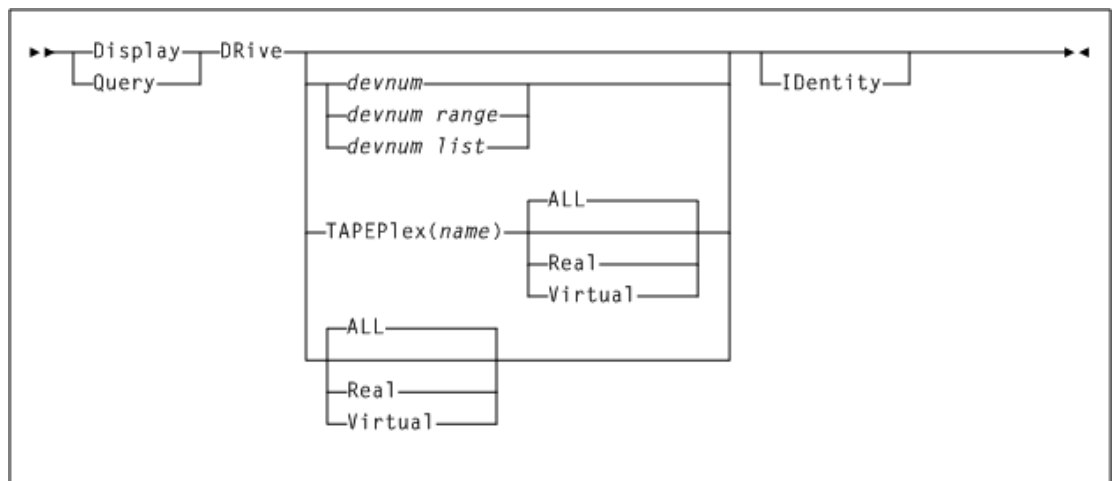 Display DRive
Query
devnum
IDentity
devnum range
devnum list
ALL
TAPEPlex(name)
Real
Virtual
ALL
Real
Virtual